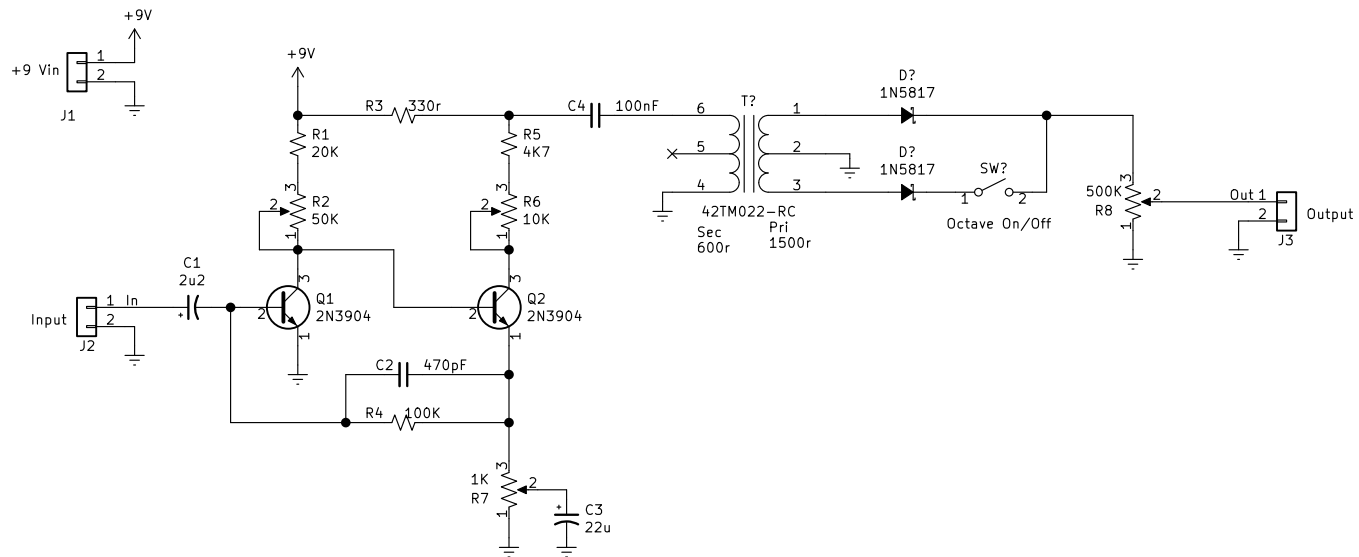 +9V
+9 Vin
1
2
J1
+9V
R3
330r
R1
20K
3
2
R2
50K
1
R5
4K7
3
2
R6
10K
1
C4
100nF
6
5
4
T?
1
2
3
42TM022-RC
Sec
600r
Pri
1500r
D?
1N5817
D?
1N5817
SW?
1
2
Octave On/Off
500K
R8
3
2
1
Out
1
2
J3
Output
C1
2u2
+
Input
1
In
2
J2
3
2
1
Q1
2N3904
3
2
1
Q2
2N3904
C2
470pF
R4
100K
1K
R7
3
2
1
+
C3
22u